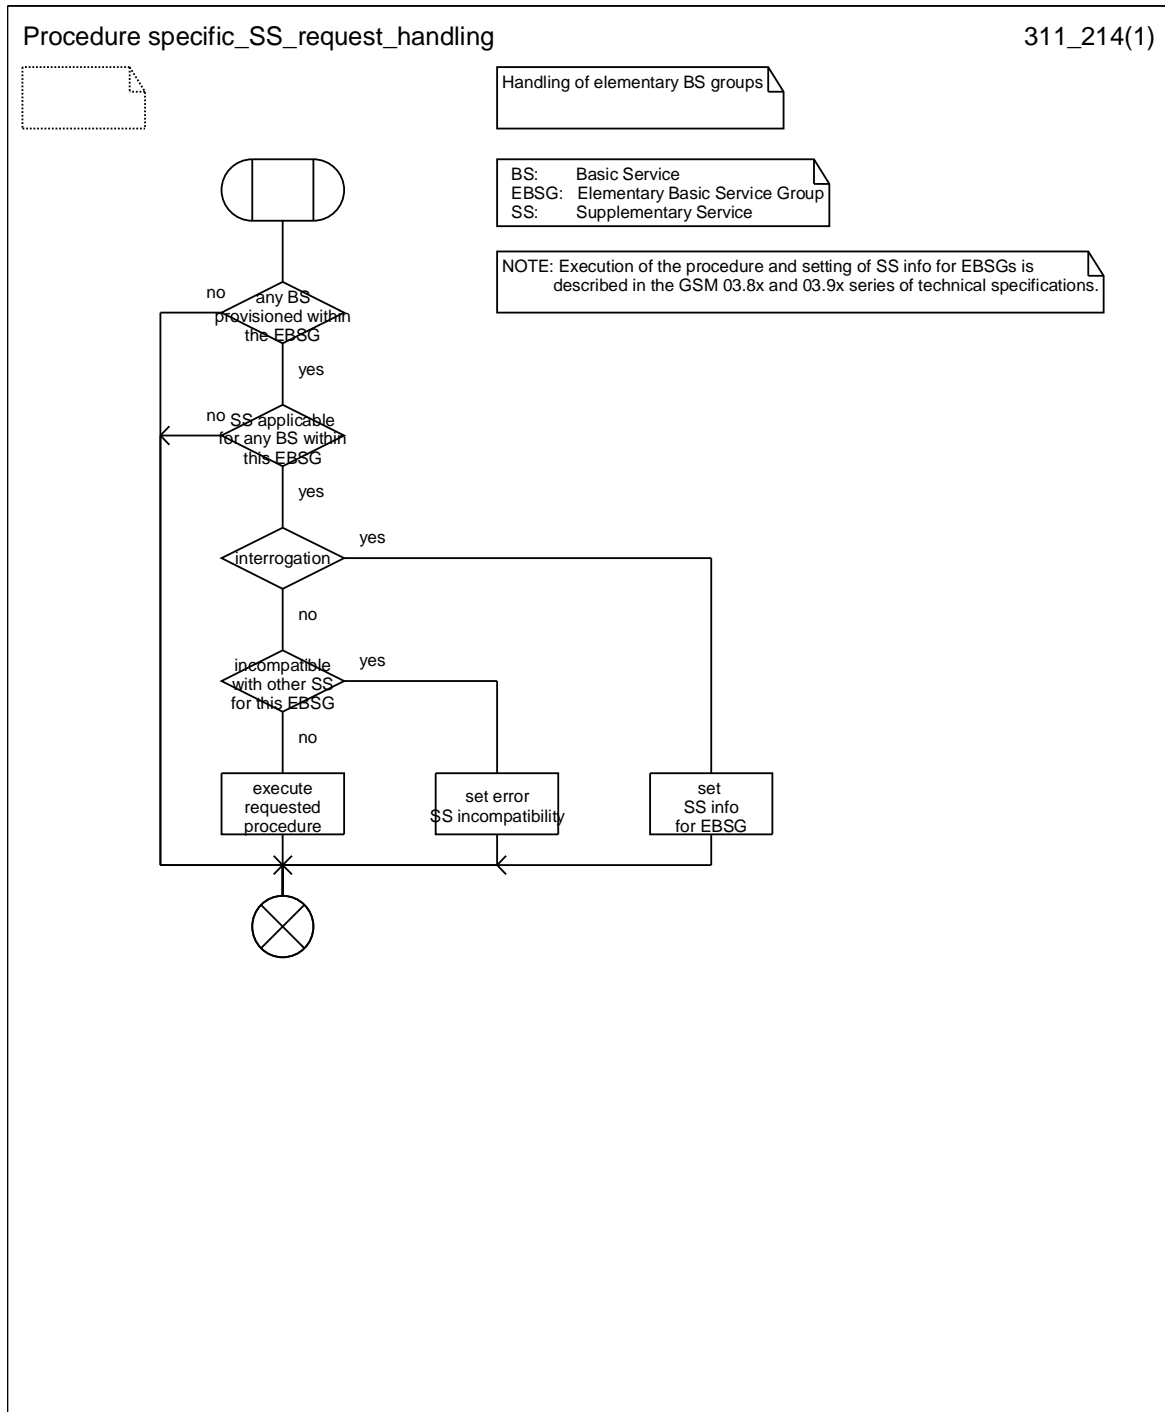 Procedure specific_SS_request_handling
311_214(1)
Handling of elementary BS groups
BS: Basic Service
EBSG: Elementary Basic Service Group
SS: Supplementary Service
NOTE: Execution of the procedure and setting of SS info for EBSGs is
described in the GSM 03.8x and 03.9x series of technical specifications.
no
any BS
provisioned within
the EBSG
yes
no
SS applicable
for any BS within
this EBSG
yes
interrogation
yes
no
incompatible
with other SS
for this EBSG
yes
no
execute
requested
procedure
set error
SS incompatibility
set
SS info
for EBSG